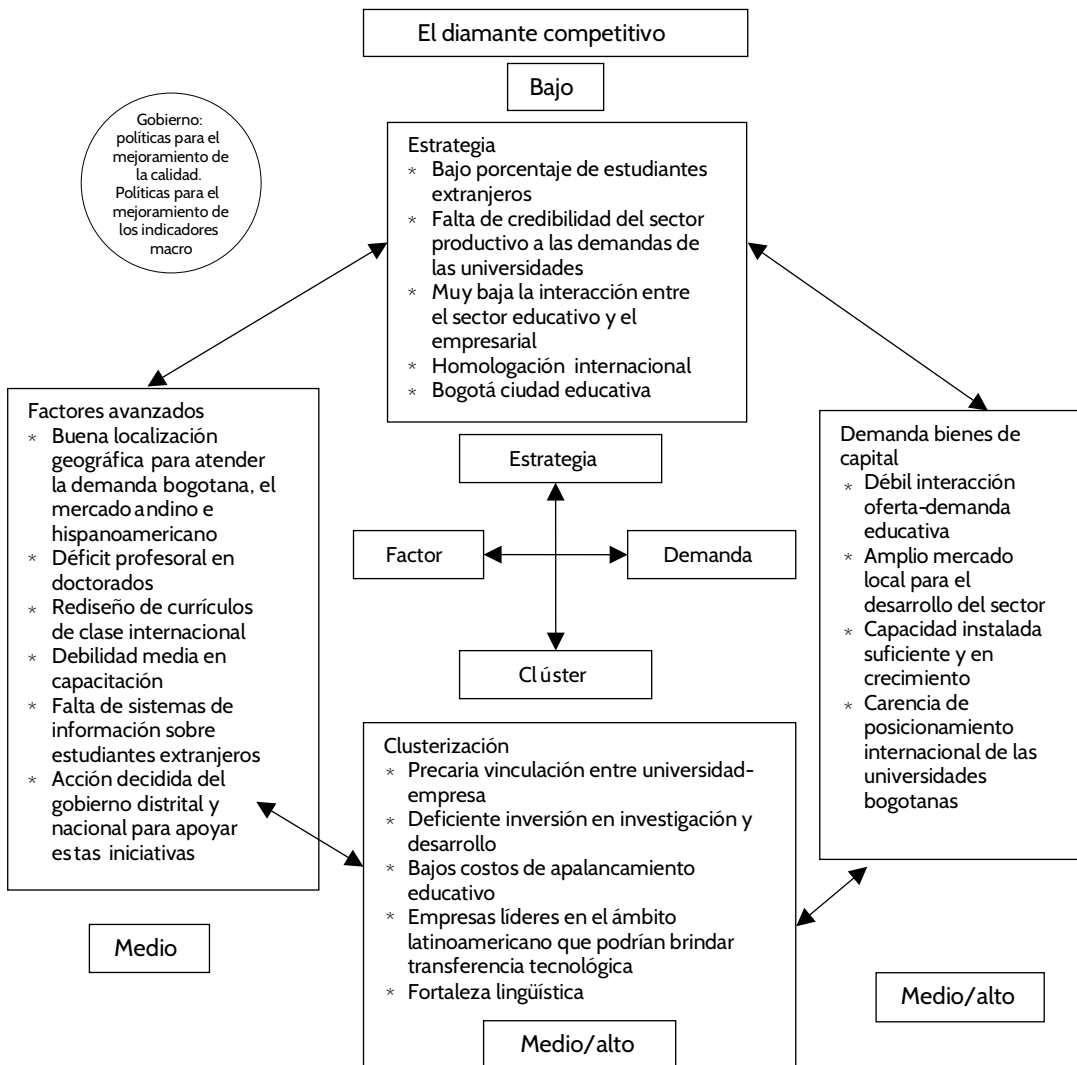 El diamante competitivo
Bajo
Gobierno:
políticas para el
mejoramiento de
la calidad.
Políticas para el
mejoramiento de
los indicadores
macro
Estrategia
* Bajo porcentaje de estudiantes
extranjeros
* Falta de credibilidad del sector
productivo a las demandas de
las universidades
* Muy baja la interacción entre
el sector educativo y el
empresarial
* Homologación internacional
* Bogotá ciudad educativa
Factores avanzados
* Buena localización
geográfica para atender
la demanda bogotana, el
mercado andino e
hispanoamericano
* Déficit profesoral en
doctorados
* Rediseño de currículos
de clase internacional
* Debilidad media en
capacitación
* Falta de sistemas de
información sobre
estudiantes extranjeros
* Acción decidida del
gobierno distrital y
nacional para apoyar
estas iniciativas
Medio
Estrategia
Factor
Demanda
Clúster
Demanda bienes de
capital
* Débil interacción
oferta-demanda
educativa
* Amplio mercado
local para el
desarrollo del sector
* Capacidad instalada
suficiente y en
crecimiento
* Carencia de
posicionamiento
internacional de las
universidades
bogotanas
Medio/alto
Clusterización
* Precaria vinculación entre universidad-
empresa
* Deficiente inversión en investigación y
desarrollo
* Bajos costos de apalancamiento
educativo
* Empresas líderes en el ámbito
latinoamericano que podrían brindar
transferencia tecnológica
* Fortaleza lingüística
Medio/alto